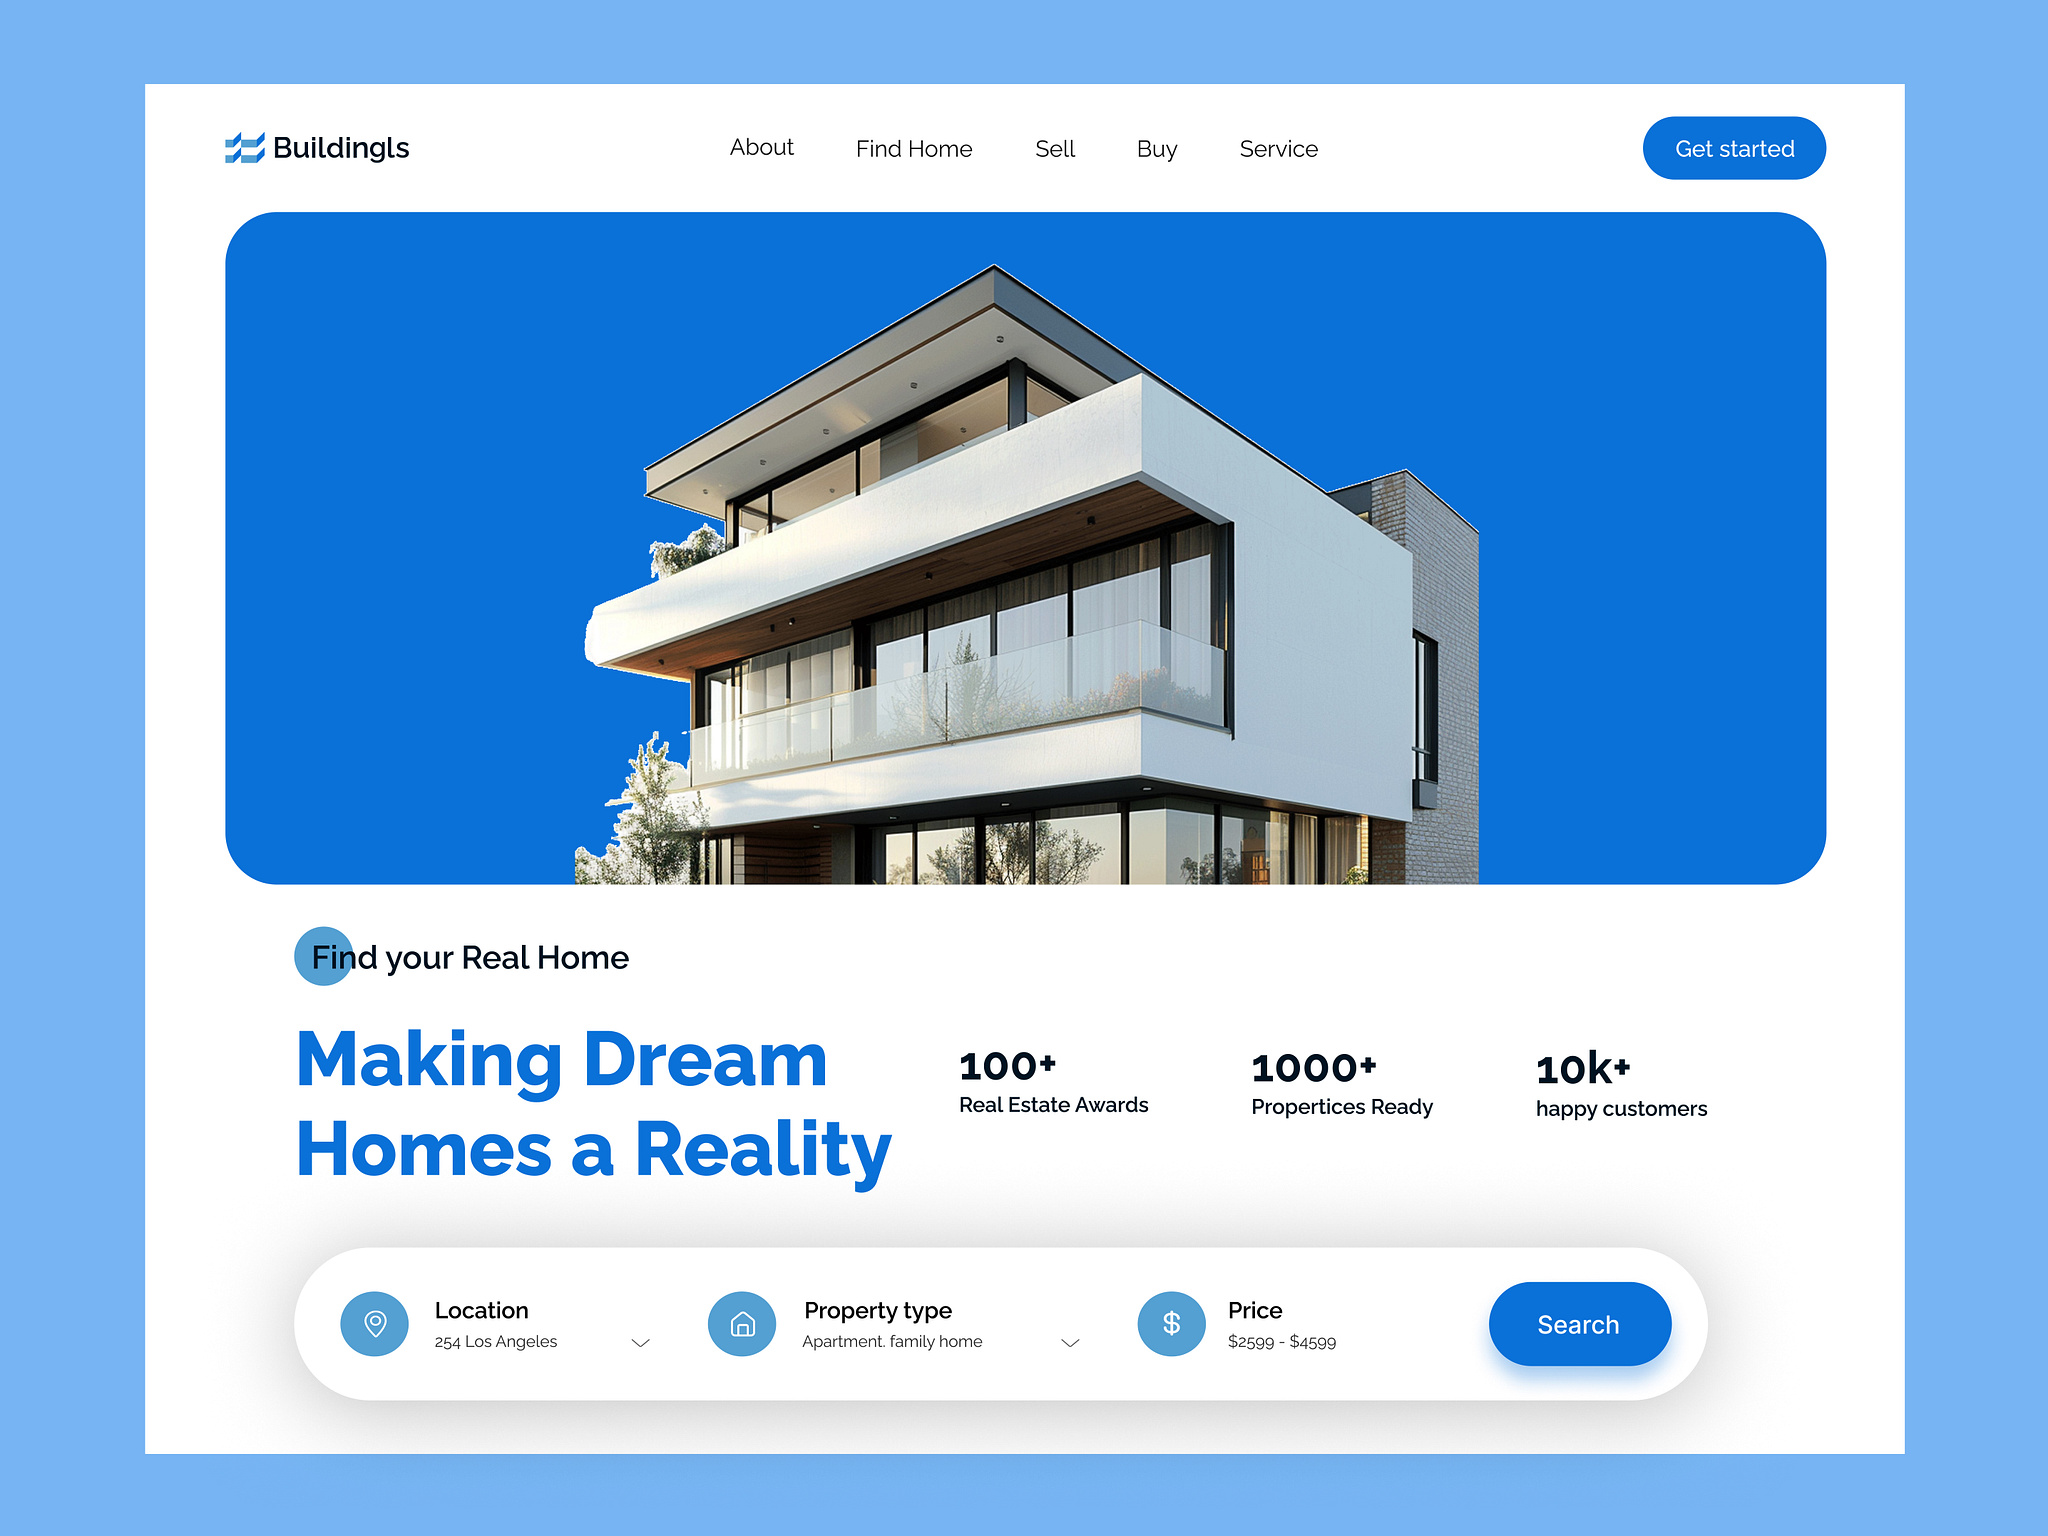 Buildingls
About
Find Home
Sell
Buy
Service
Get started
Find your Real Home
Making Dream
Homes a Reality
100+
Real Estate Awards
1000+
Propertices Ready
10k+
happy customers
Location
254 Los Angeles
Property type
Apartment. family home
$
Price
$2599 - $4599
Search